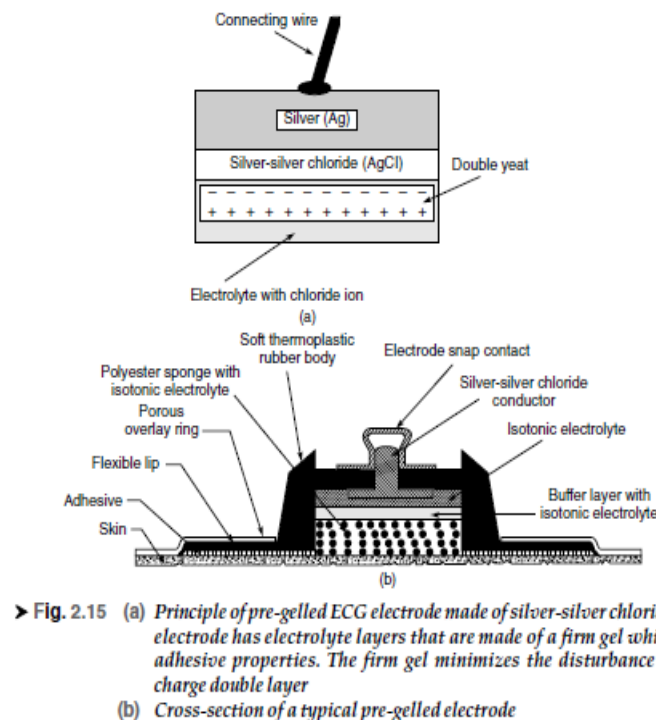 Connecting wire
Silver (Ag)
Silver-silver chloride (AgCl)
Double yeat
− − − − − − − − − − − −
+ + + + + + + + + + + +
Electrolyte with chloride ion
(a)
Soft thermoplastic
rubber body
Electrode snap contact
Polyester sponge with
isotonic electrolyte
Silver-silver chloride
conductor
Porous
overlay ring
Isotonic electrolyte
Flexible lip
Buffer layer with
isotonic electrolyte
Adhesive
Skin
(b)
➤ Fig. 2.15 (a) Principle of pre-gelled ECG electrode made of silver-silver chlori
electrode has electrolyte layers that are made of a firm gel whi
adhesive properties. The firm gel minimizes the disturbance
charge double layer
(b) Cross-section of a typical pre-gelled electrode